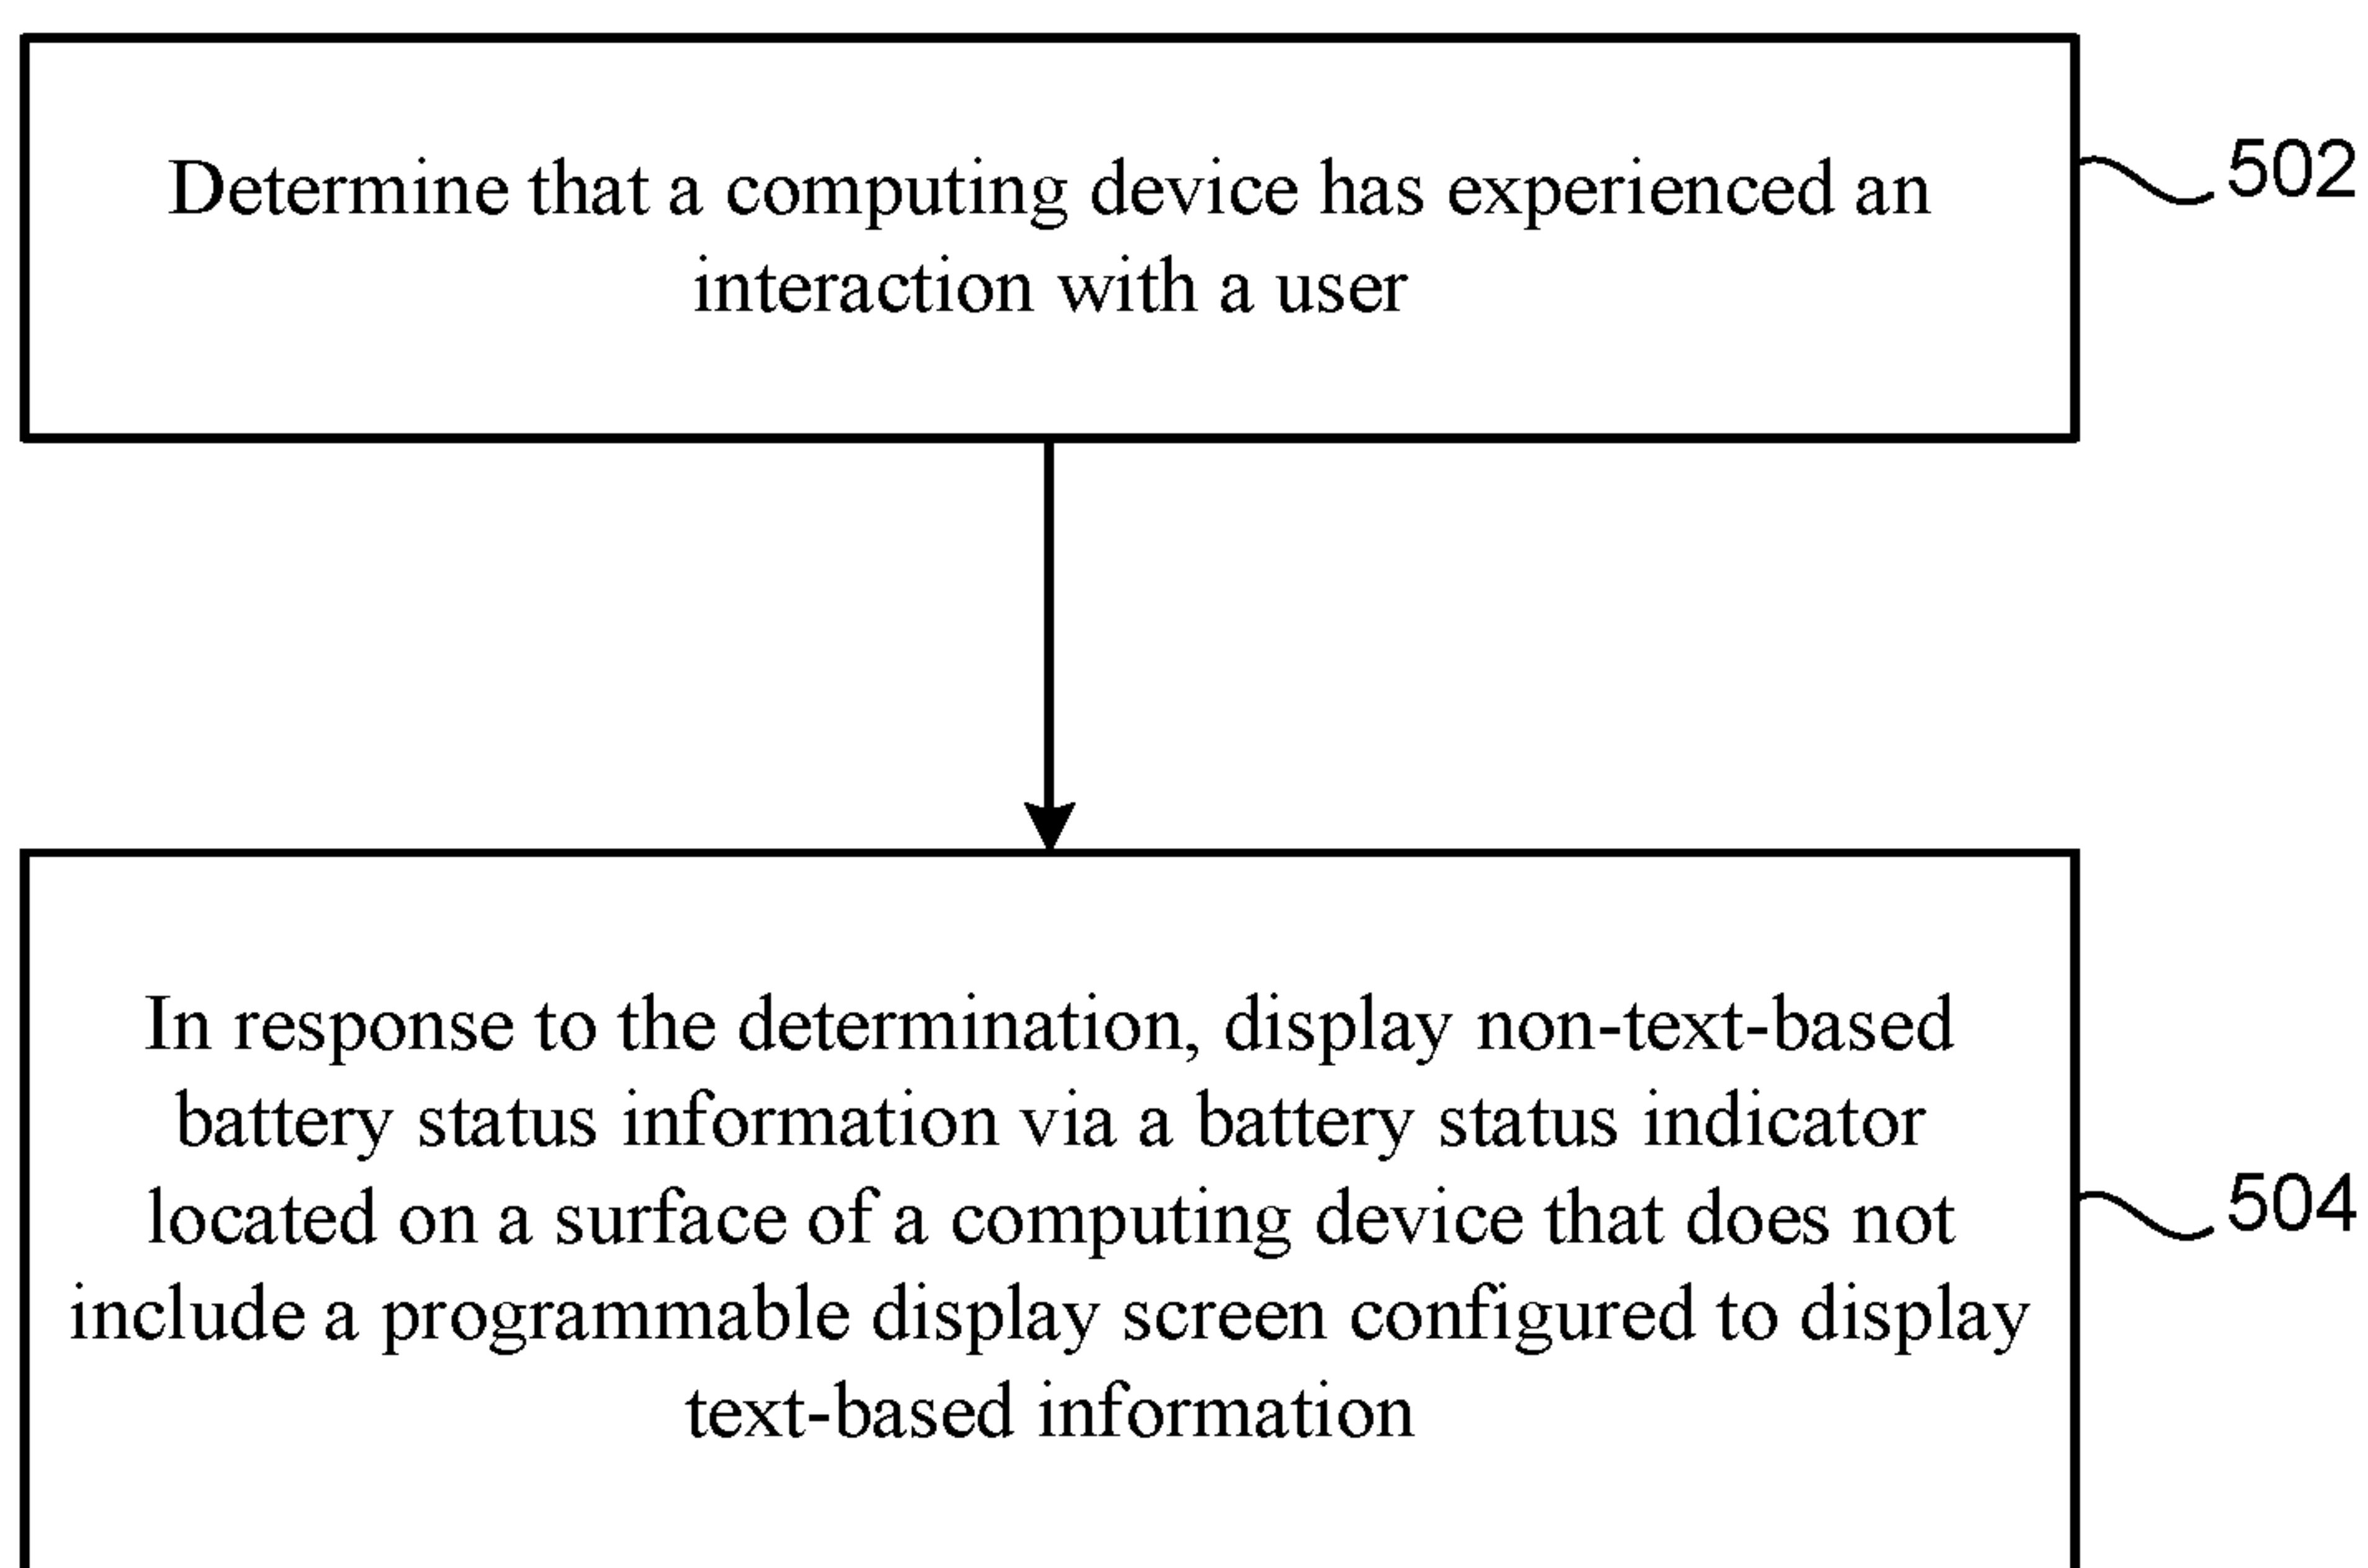 Determine that a computing device has experienced an
interaction with a user
502
In response to the determination, display non-text-based
battery status information via a battery status indicator
located on a surface of a computing device that does not
include a programmable display screen configured to display
text-based information
504